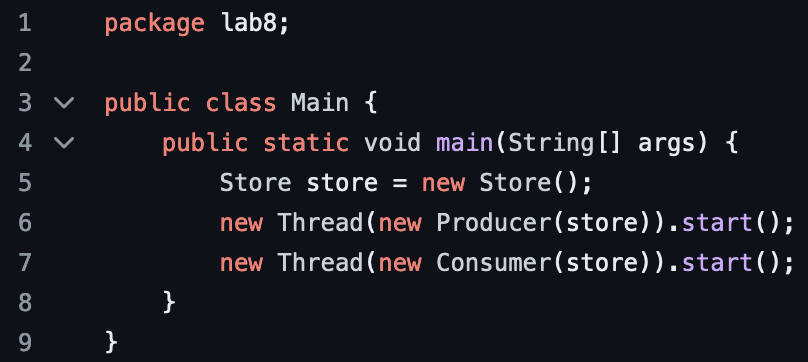 1 package lab8;
2
3 public class Main {
4 public static void main(String[] args) {
5 Store store = new Store();
6 new Thread(new Producer(store)).start();
7 new Thread(new Consumer(store)).start();
8 }
9 }